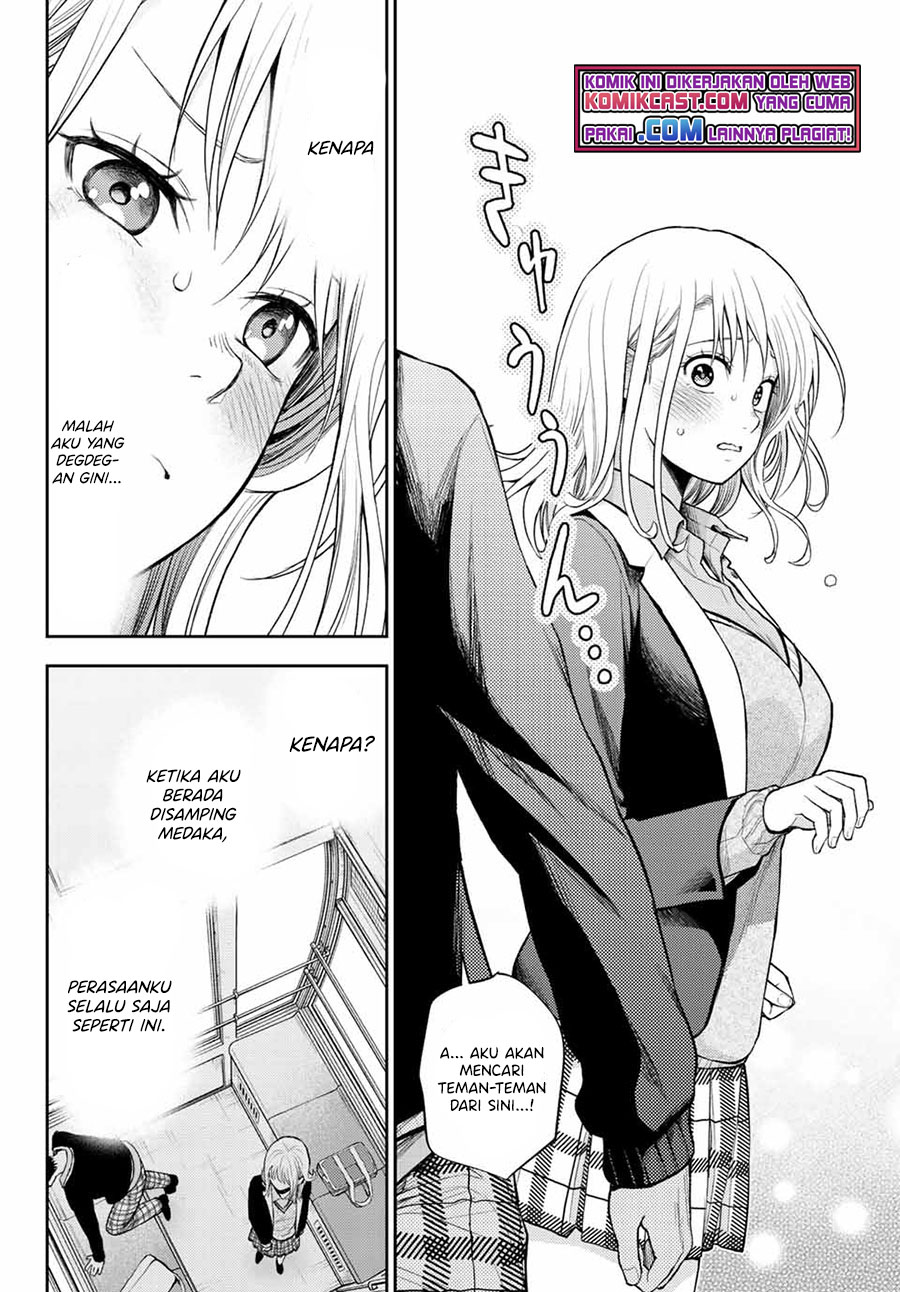 KOMIK INI DIKERJAKAN OLEH WEB
KOMIKCAST.COM YANG CUMA
PAKAI .COM LAINNYA PLAGIAT!
きゅううん…
A... AKU AKAN
MENCARI
TEMAN-TEMAN
DARI SINI...!
KENAPA
MALAH
AKU YANG
DEGDEG-
AN GINI...
KENAPA?
KETIKA AKU
BERADA
DISAMPING
MEDAKA,
PERASAANKU
SELALU SAJA
SEPERTI INI.